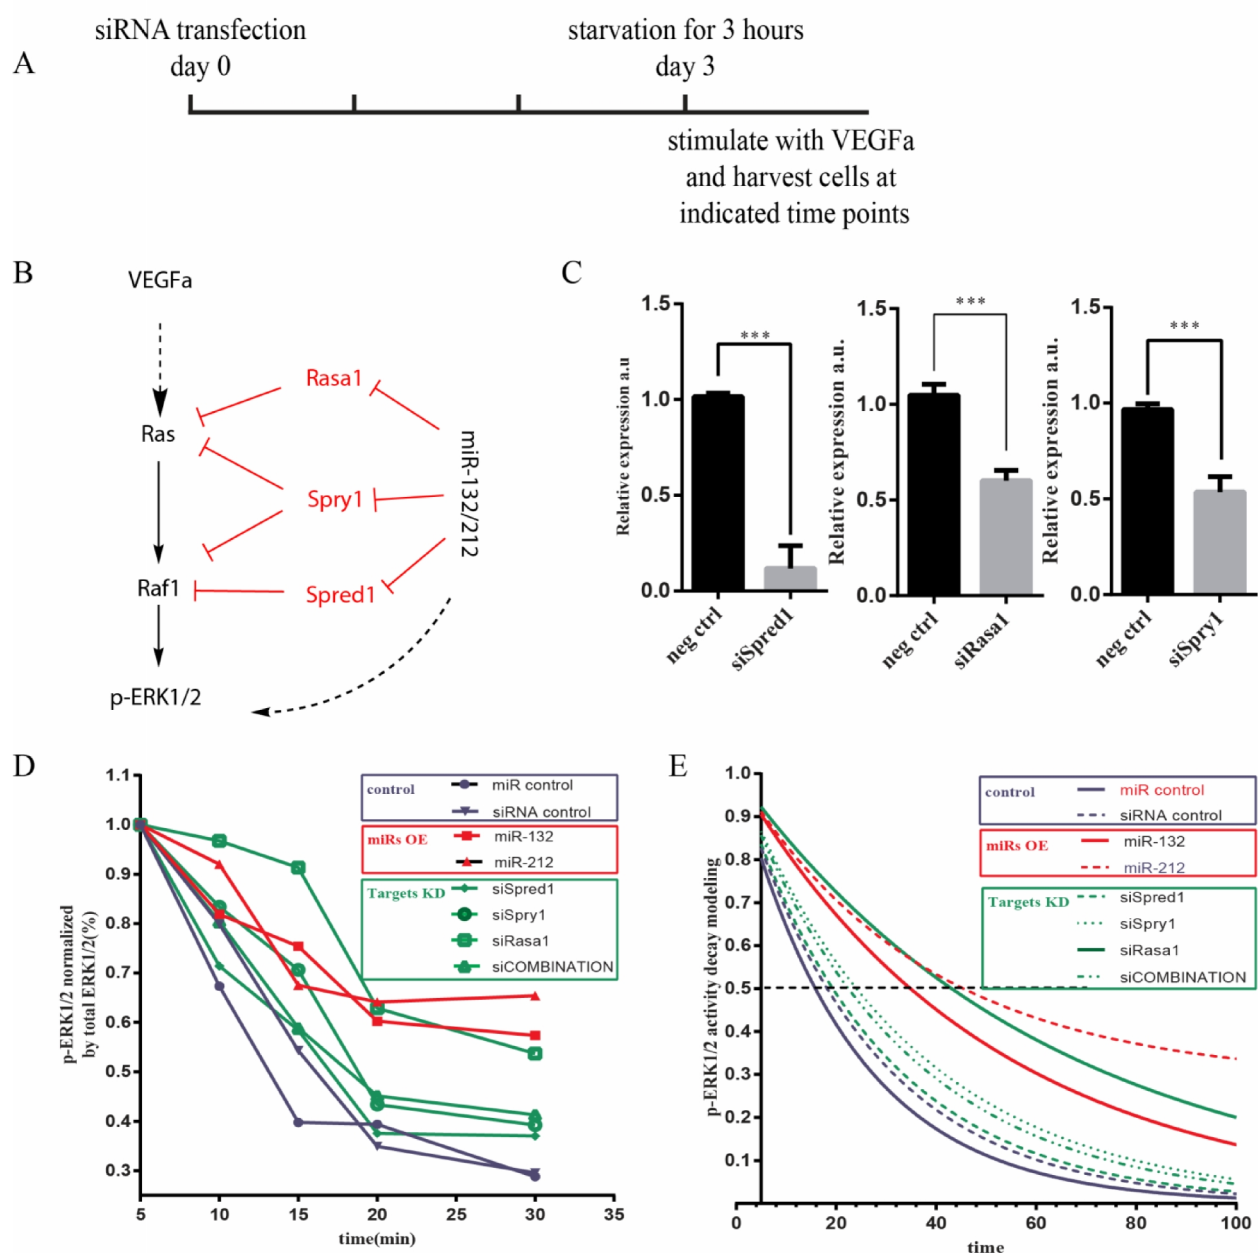 siRNA transfection
day 0
starvation for 3 hours
day 3
A
stimulate with VEGFa
and harvest cells at
indicated time points
B
VEGFa
Rasa1
Ras
miR-132/212
Spry1
Raf1
Spred1
p-ERK1/2
C
Relative expression a.u
1.5
1.0
0.5
0.0
***
neg ctrl
siSpred1
Relative expression a.u.
1.5
1.0
0.5
0.0
***
neg ctrl
siRasa1
Relative expression a.u.
1.5
1.0
0.5
0.0
***
neg ctrl
siSpry1
D
p-ERK1/2 normalized
by total ERK1/2(%)
1.1
1.0
0.9
0.8
0.7
0.6
0.5
0.4
0.3
5
10
15
20
25
30
35
time(min)
control
miR control
siRNA control
miRs OE
miR-132
miR-212
Targets KD
siSpred1
siSpry1
siRasa1
siCOMBINATION
E
p-ERK1/2 activity decay modeling
1.0
0.9
0.8
0.7
0.6
0.5
0.4
0.3
0.2
0.1
0
20
40
60
80
100
time
control
miR control
siRNA control
miRs OE
miR-132
miR-212
Targets KD
siSpred1
siSpry1
siRasa1
siCOMBINATION